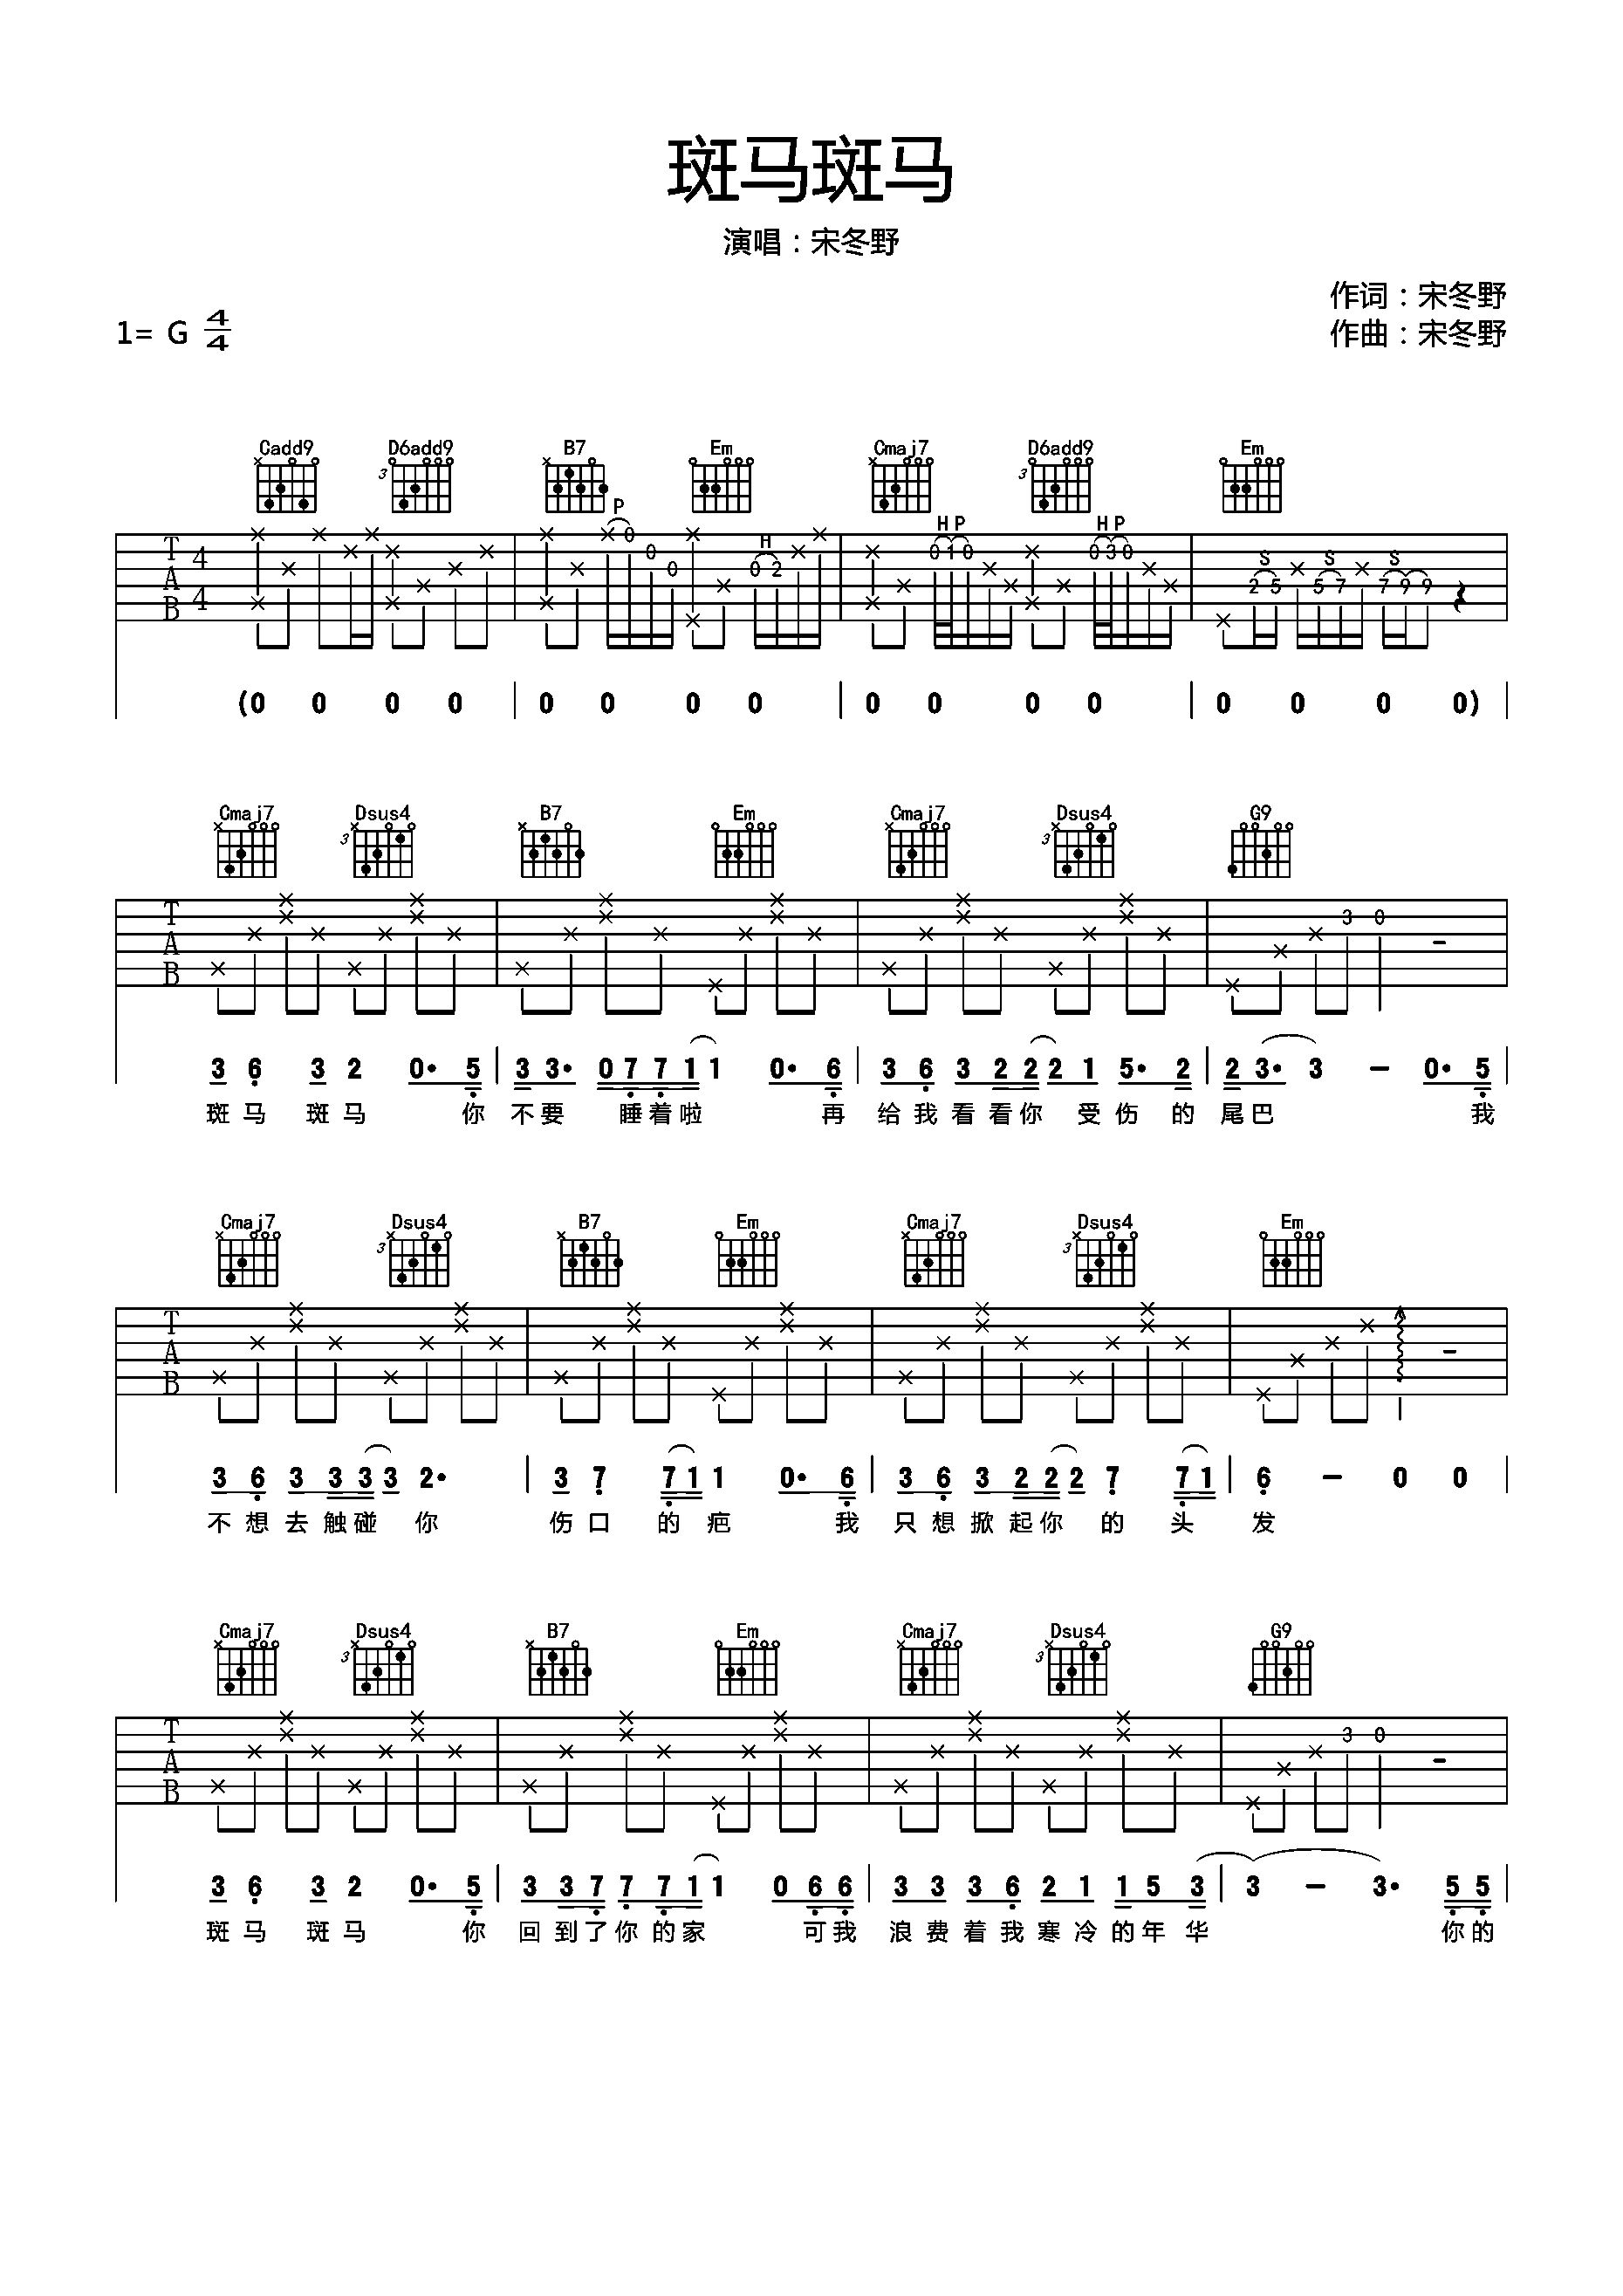 斑马斑马
演唱：宋冬野
作词：宋冬野
1= G 4/4
作曲：宋冬野
Cadd9 D6add9 B7 Em Cmaj7 D6add9 Em
3 3
P H H P H P S S S
T A B 4 4 0 0 0 0 2 0 1 0 0 3 0 2 5 5 7 7 9 9
(0 0 0 0 | 0 0 0 0 | 0 0 0 0 | 0 0 0 0) |
Cmaj7 Dsus4 B7 Em Cmaj7 Dsus4 G9
3 3
T A B 3 0
3 6 3 2 0· 5 | 3 3· 0 7 7 1 1 0· 6 | 3 6 3 2 2 2 1 5· 2 | 2 3· 3 － 0· 5 |
斑马 斑马 你 不要 睡着啦 再 给我看看你 受伤的 尾巴 我
Cmaj7 Dsus4 B7 Em Cmaj7 Dsus4 Em
3 3
T A B
3 6 3 3 3 3 2· | 3 7 7 1 1 0· 6 | 3 6 3 2 2 2 7 7 1 | 6 － 0 0 |
不想去触碰 你 伤口 的疤 我 只想掀起你 的头 发
Cmaj7 Dsus4 B7 Em Cmaj7 Dsus4 G9
3 3
T A B 3 0
3 6 3 2 0· 5 | 3 3 7 7 7 1 1 0 6 6 | 3 3 3 6 2 1 1 5 3 | 3 － 3· 5 5 |
斑马 斑马 你 回到了你的家 可我 浪费着我寒冷的年华 你的